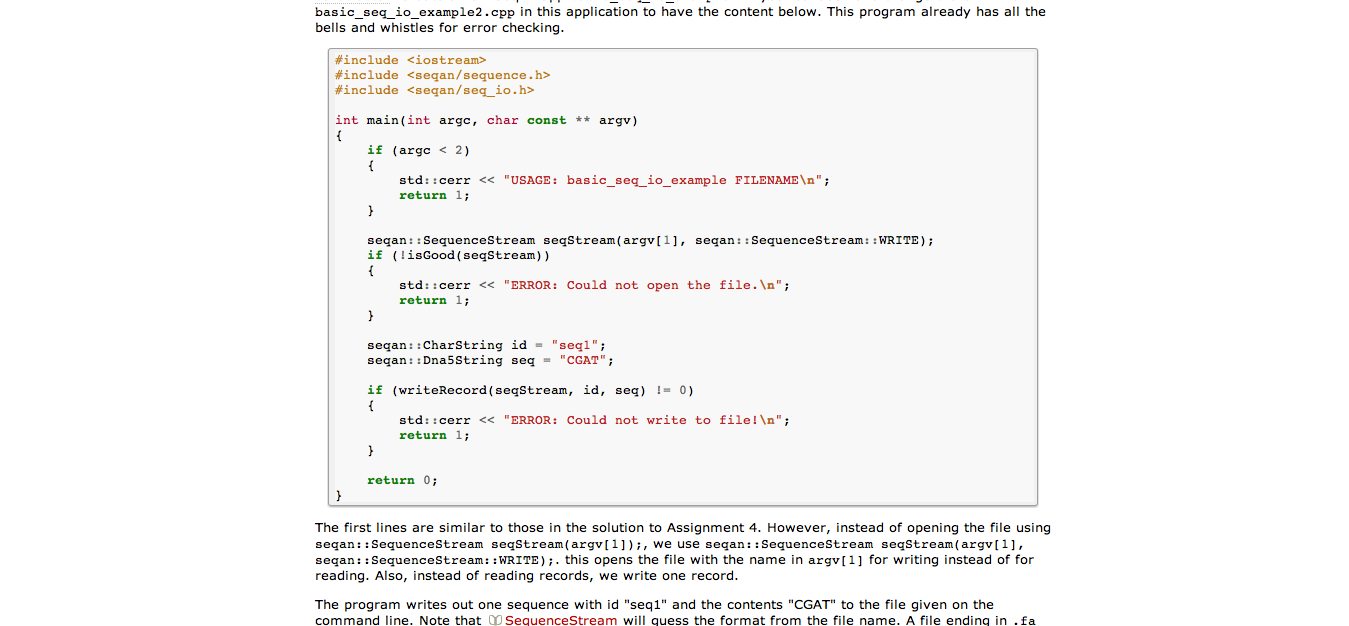 basic_seq_io_example2.cpp in this application to have the content below. This program already has all the
bells and whistles for error checking.
#include <iostream>
#include <seqan/sequence.h>
#include <seqan/seq_io.h>
int main(int argc, char const ** argv)
{
if (argc < 2)
{
std::cerr << "USAGE: basic_seq_io_example FILENAME\n";
return 1;
}
seqan::SequenceStream seqStream(argv[1], seqan::SequenceStream::WRITE);
if (!isGood(seqStream))
{
std::cerr << "ERROR: Could not open the file.\n";
return 1;
}
seqan::CharString id = "seq1";
seqan::Dna5String seq = "CGAT";
if (writeRecord(seqStream, id, seq) != 0)
{
std::cerr << "ERROR: Could not write to file!\n";
return 1;
}
return 0;
}
The first lines are similar to those in the solution to Assignment 4. However, instead of opening the file using
seqan::SequenceStream seqStream(argv[1]);, we use seqan::SequenceStream seqStream(argv[1],
seqan::SequenceStream::WRITE);. this opens the file with the name in argv[1] for writing instead of for
reading. Also, instead of reading records, we write one record.
The program writes out one sequence with id "seq1" and the contents "CGAT" to the file given on the
command line. Note that SequenceStream will guess the format from the file name. A file ending in .fa